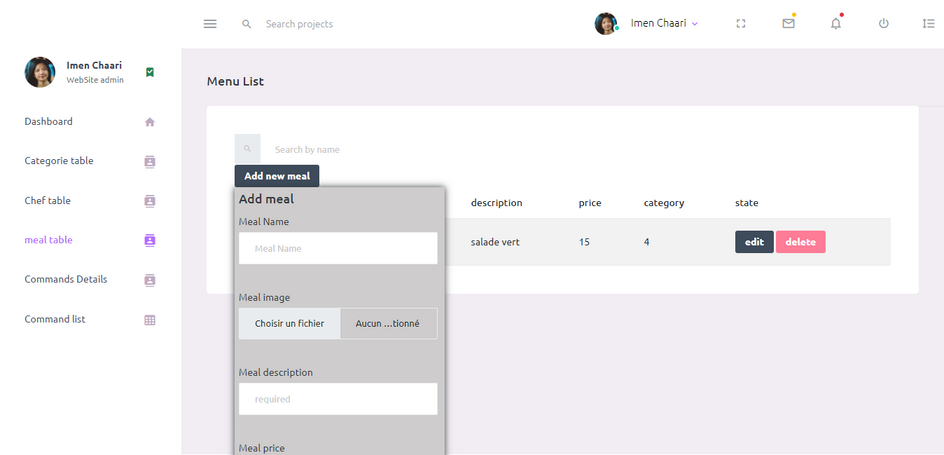 Search projects
Imen Chaari
Imen Chaari
WebSite admin
Dashboard
Categorie table
Chef table
meal table
Commands Details
Command list
Menu List
Search by name
Add new meal
description price category state
salade vert 15 4 edit delete
Add meal
Meal Name
Meal Name
Meal image
Choisir un fichier Aucun ...tionné
Meal description
required
Meal price